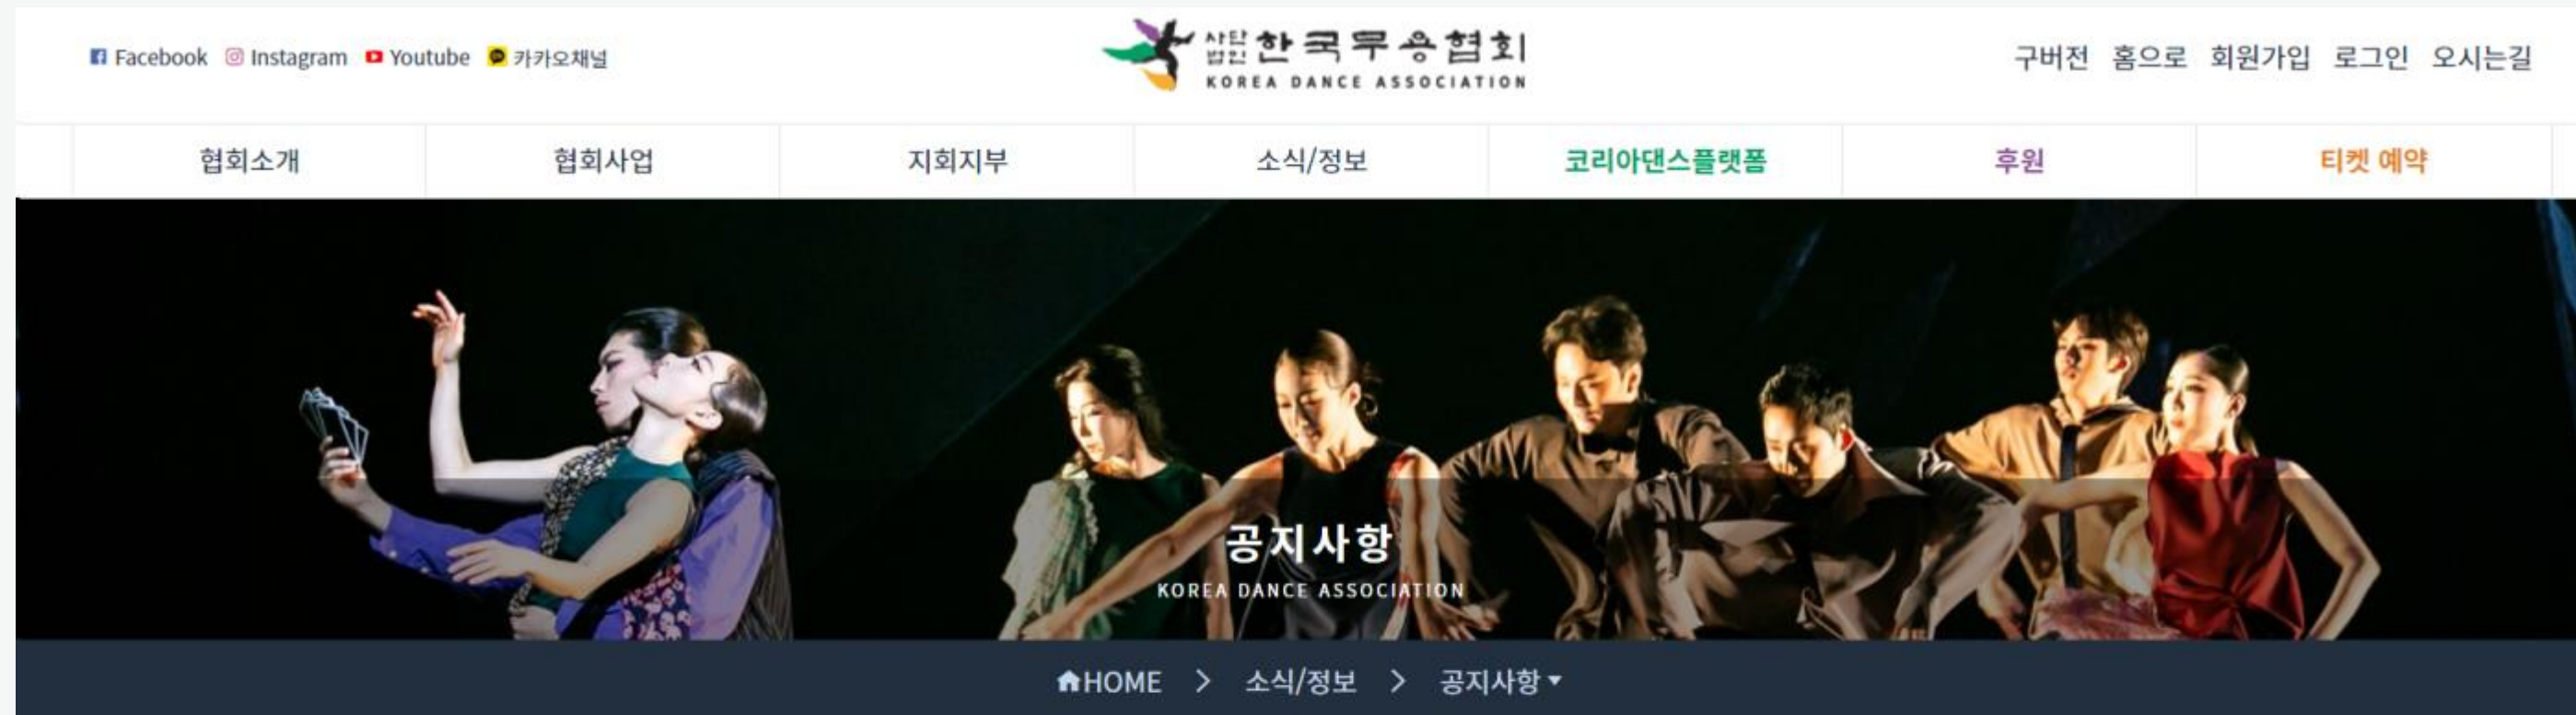 Facebook Instagram Youtube 카카오채널
사단법인 한국무용협회
KOREA DANCE ASSOCIATION
구버전 홈으로 회원가입 로그인 오시는길
협회소개 협회사업 지회지부 소식/정보 코리아댄스플랫폼 후원 티켓 예약
공지사항
KOREA DANCE ASSOCIATION
HOME > 소식/정보 > 공지사항